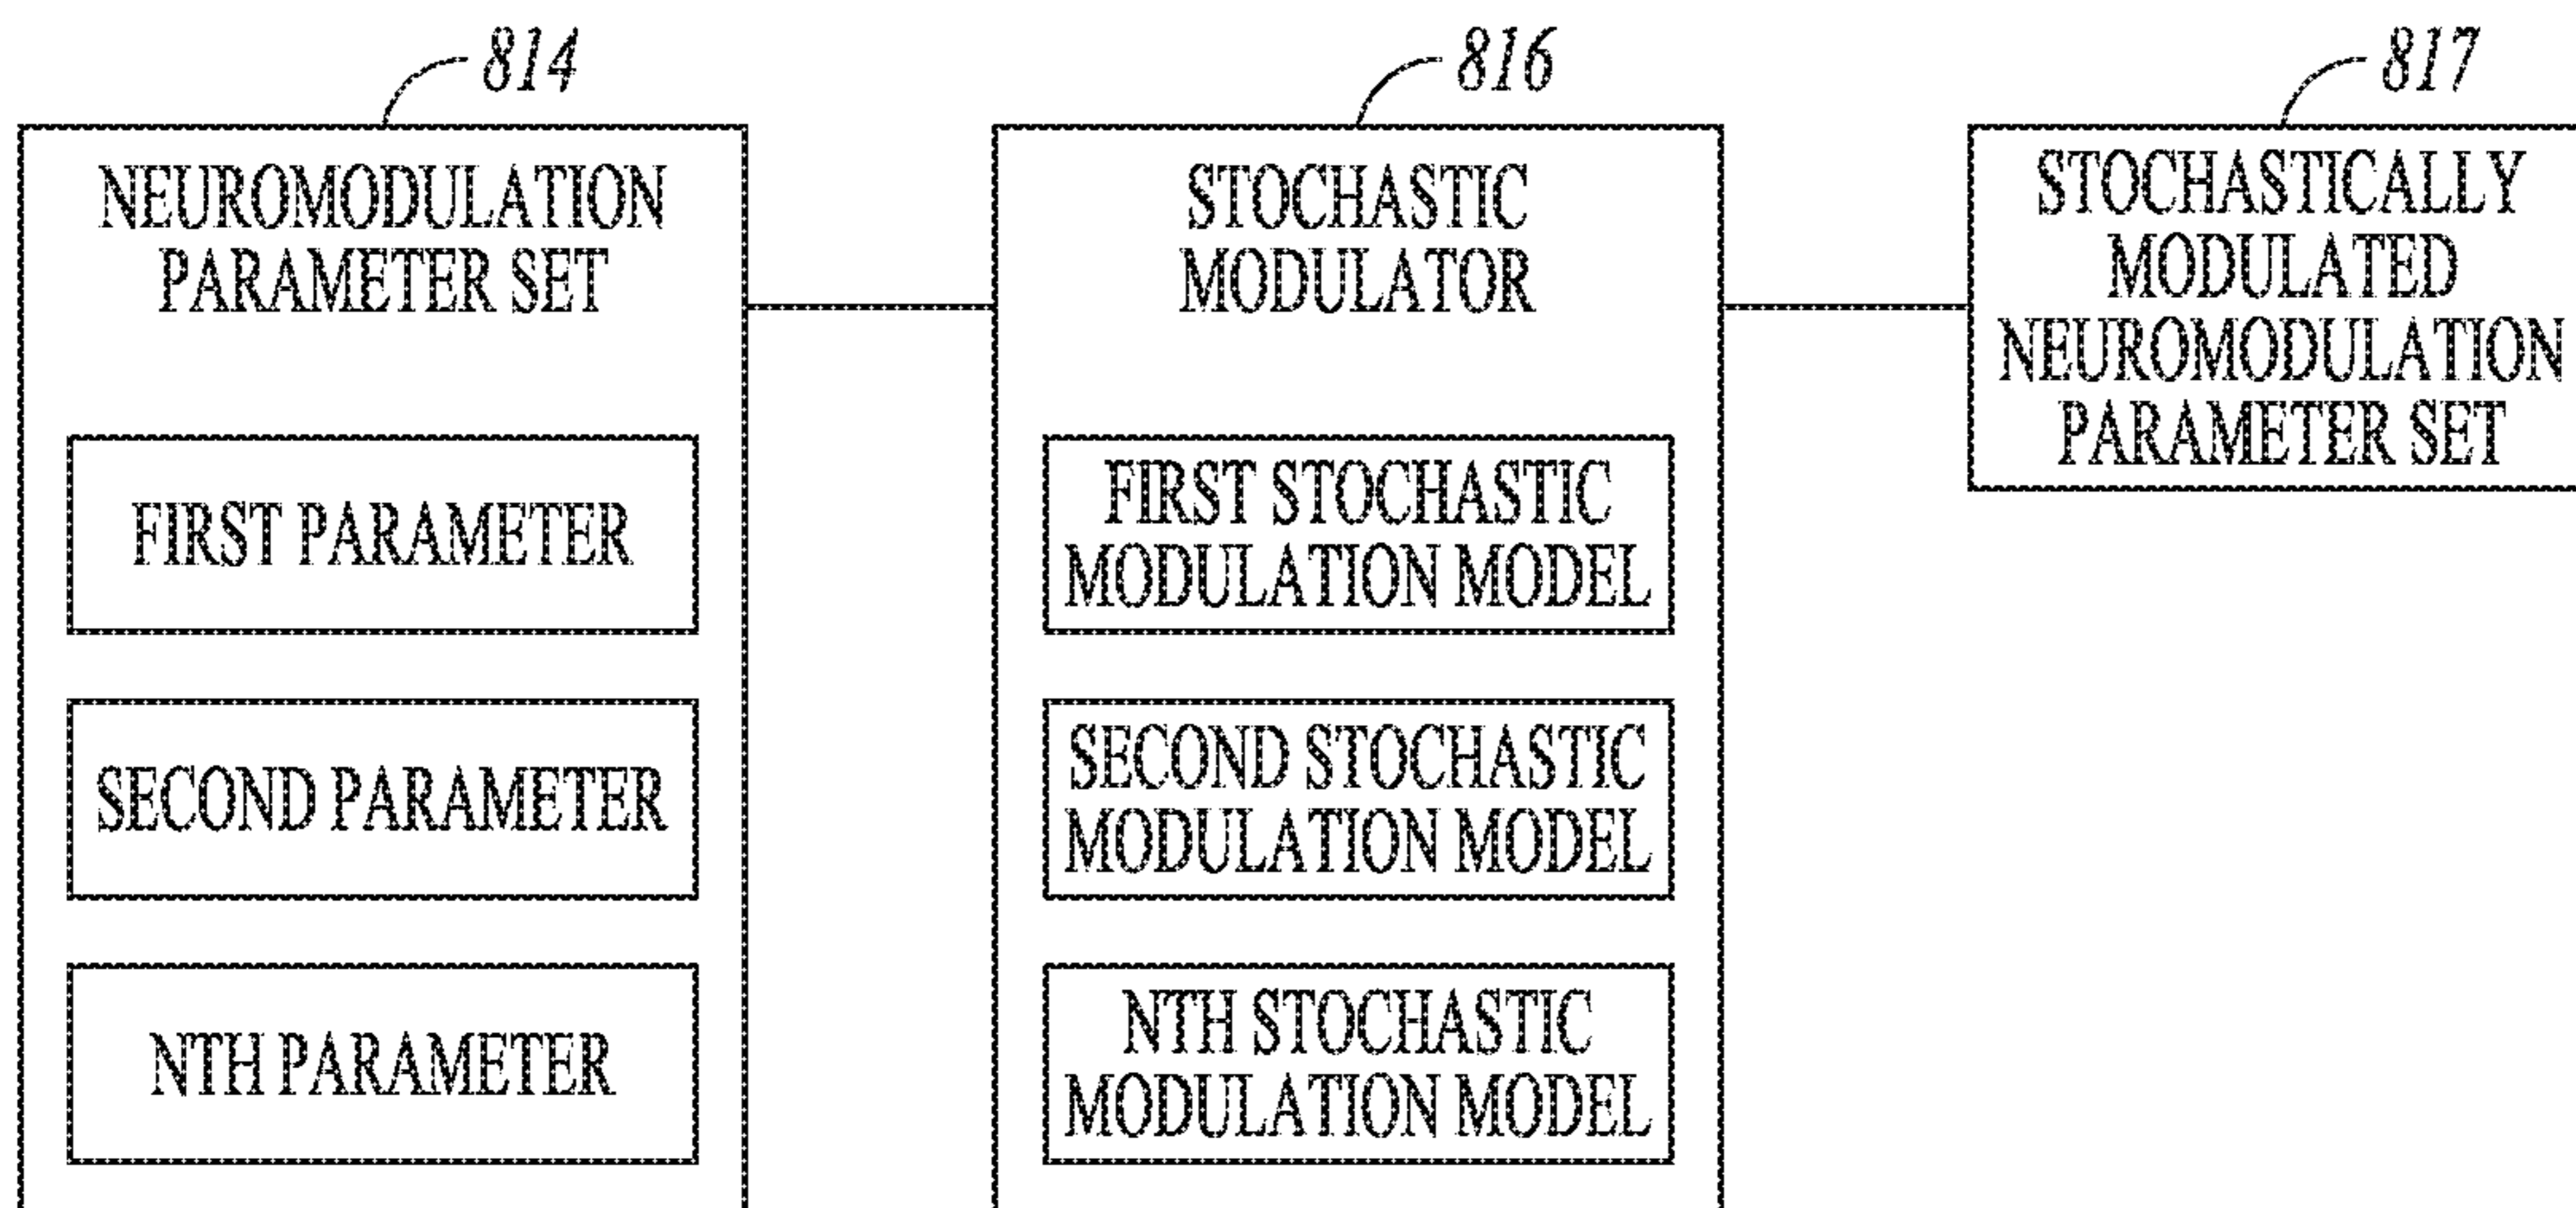 814
NEUROMODULATION
PARAMETER SET
FIRST PARAMETER
SECOND PARAMETER
NTH PARAMETER
816
STOCHASTIC
MODULATOR
FIRST STOCHASTIC
MODULATION MODEL
SECOND STOCHASTIC
MODULATION MODEL
NTH STOCHASTIC
MODULATION MODEL
817
STOCHASTICALLY
MODULATED
NEUROMODULATION
PARAMETER SET